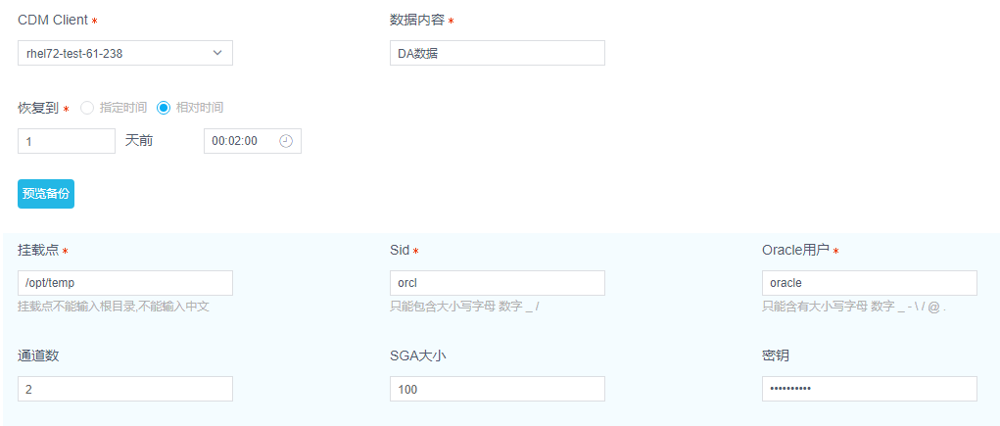 CDM Client * 数据内容 *
rhel72-test-61-238 DA数据
恢复到 * 指定时间 相对时间
1 天前 00:02:00
预览备份
挂载点 * Sid * Oracle用户 *
/opt/temp orcl oracle
挂载点不能输入根目录,不能输入中文 只能包含大小写字母 数字 _ / 只能含有大小写字母 数字 _ - \ / @ .
通道数 SGA大小 密钥
2 100 ••••••••••